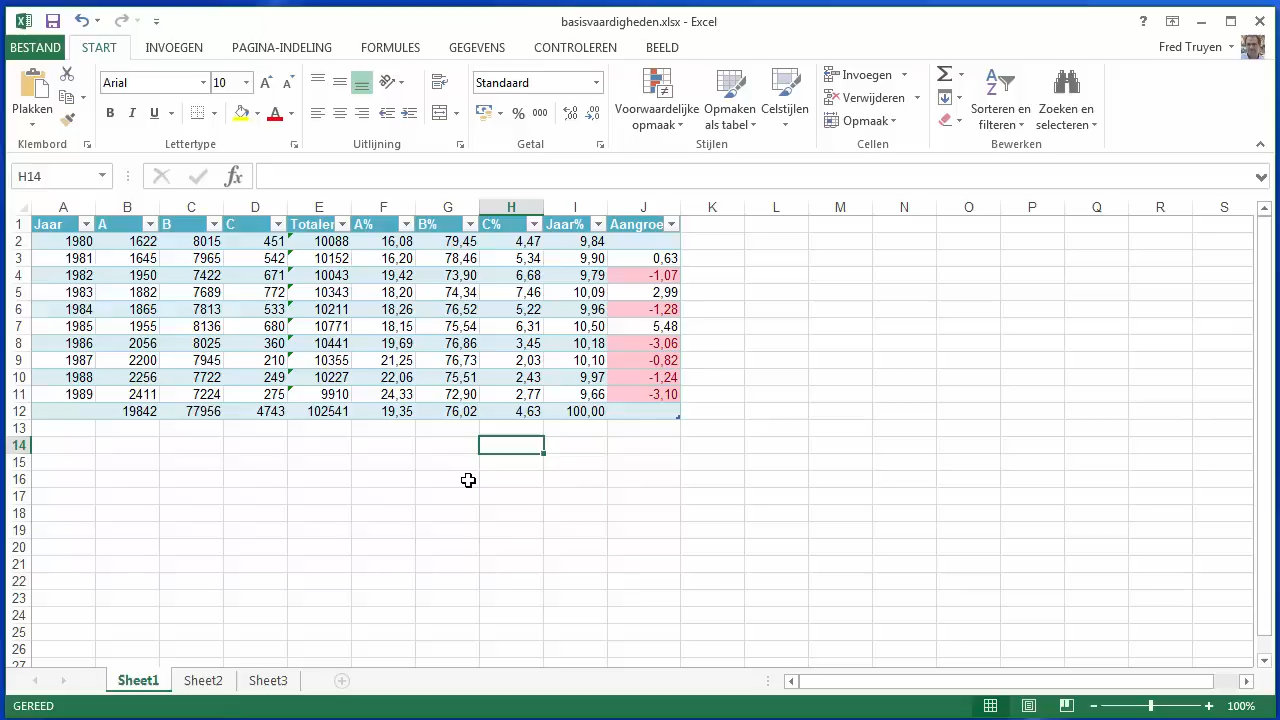 basisvaardigheden.xlsx - Excel
BESTAND START INVOEGEN PAGINA-INDELING FORMULES GEGEVENS CONTROLEREN BEELD Fred Truyen
Arial 10 Standaard
Plakken B I U % 000 Voorwaardelijke opmaak Opmaken als tabel Celstijlen Invoegen Verwijderen Opmaak Sorteren en filteren Zoeken en selecteren
Klembord Lettertype Uitlijning Getal Stijlen Cellen Bewerken
H14 fx
A B C D E F G H I J K L M N O P Q R S
1 Jaar A B C Totalen A% B% C% Jaar% Aangroe
2 1980 1622 8015 451 10088 16,08 79,45 4,47 9,84
3 1981 1645 7965 542 10152 16,20 78,46 5,34 9,90 0,63
4 1982 1950 7422 671 10043 19,42 73,90 6,68 9,79 -1,07
5 1983 1882 7689 772 10343 18,20 74,34 7,46 10,09 2,99
6 1984 1865 7813 533 10211 18,26 76,52 5,22 9,96 -1,28
7 1985 1955 8136 680 10771 18,15 75,54 6,31 10,50 5,48
8 1986 2056 8025 360 10441 19,69 76,86 3,45 10,18 -3,06
9 1987 2200 7945 210 10355 21,25 76,73 2,03 10,10 -0,82
10 1988 2256 7722 249 10227 22,06 75,51 2,43 9,97 -1,24
11 1989 2411 7224 275 9910 24,33 72,90 2,77 9,66 -3,10
12 19842 77956 4743 102541 19,35 76,02 4,63 100,00
13
14
15
16
17
18
19
20
21
22
23
24
25
26
27
Sheet1 Sheet2 Sheet3
GEREED 100%